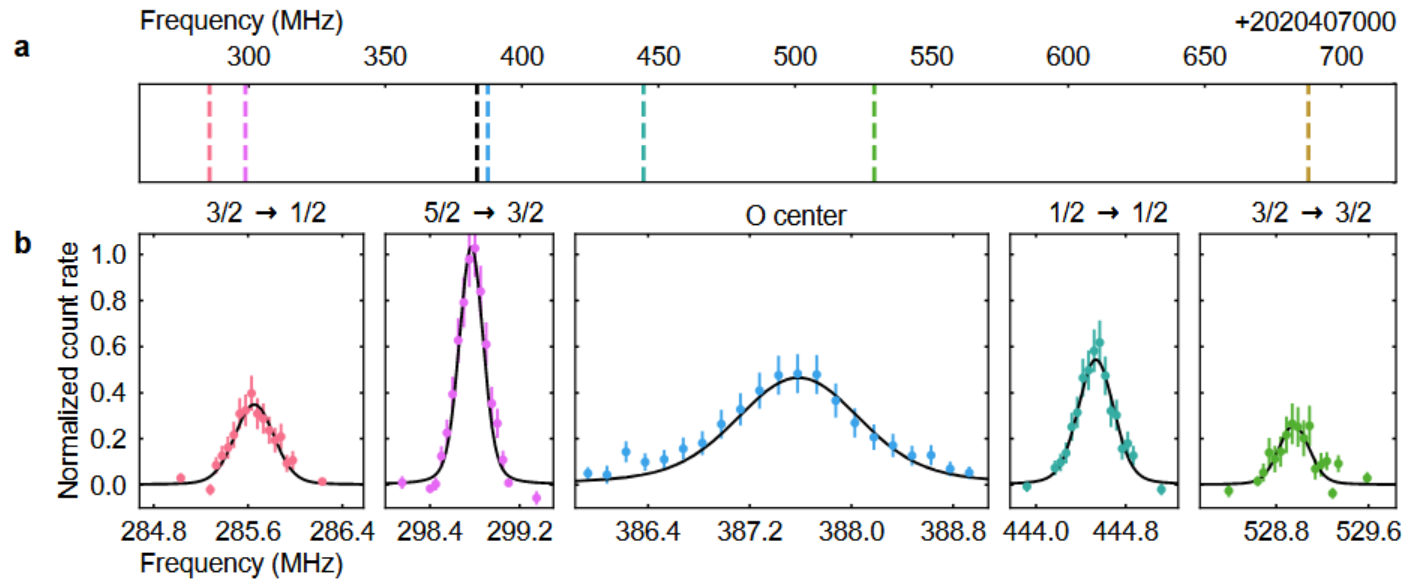 Frequency (MHz) +2020407000
a
300 350 400 450 500 550 600 650 700
3/2 → 1/2 5/2 → 3/2 O center 1/2 → 1/2 3/2 → 3/2
b
Normalized count rate
1.0
0.8
0.6
0.4
0.2
0.0
284.8 285.6 286.4 298.4 299.2 386.4 387.2 388.0 388.8 444.0 444.8 528.8 529.6
Frequency (MHz)